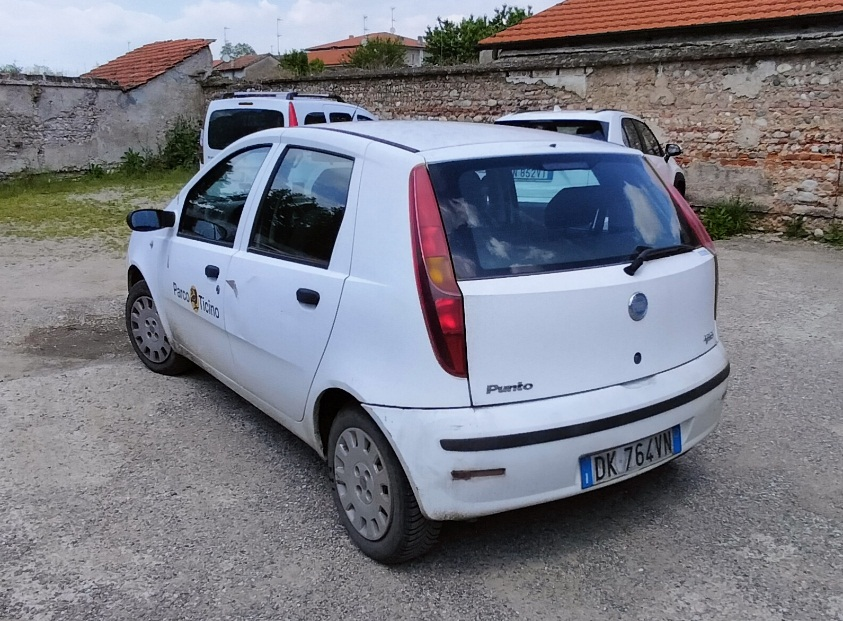 Parco Ticino
Punto
DK 764VN